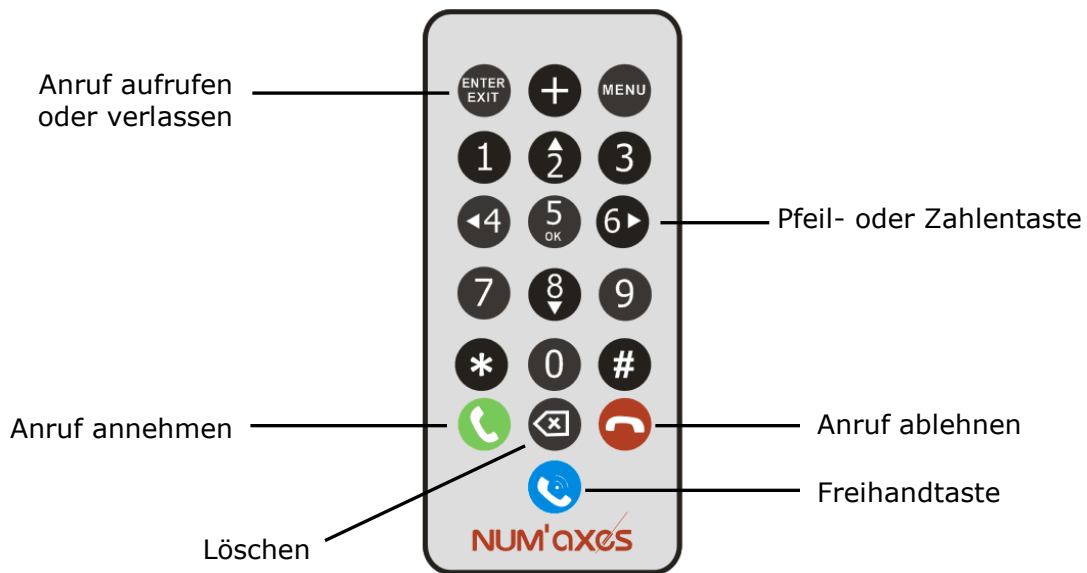 Anruf aufrufen
oder verlassen
ENTER
EXIT
+
MENU
1
2
3
4
5
OK
6
Pfeil- oder Zahlentaste
7
8
9
*
0
#
Anruf annehmen
Anruf ablehnen
Freihandtaste
Löschen
NUM'axes